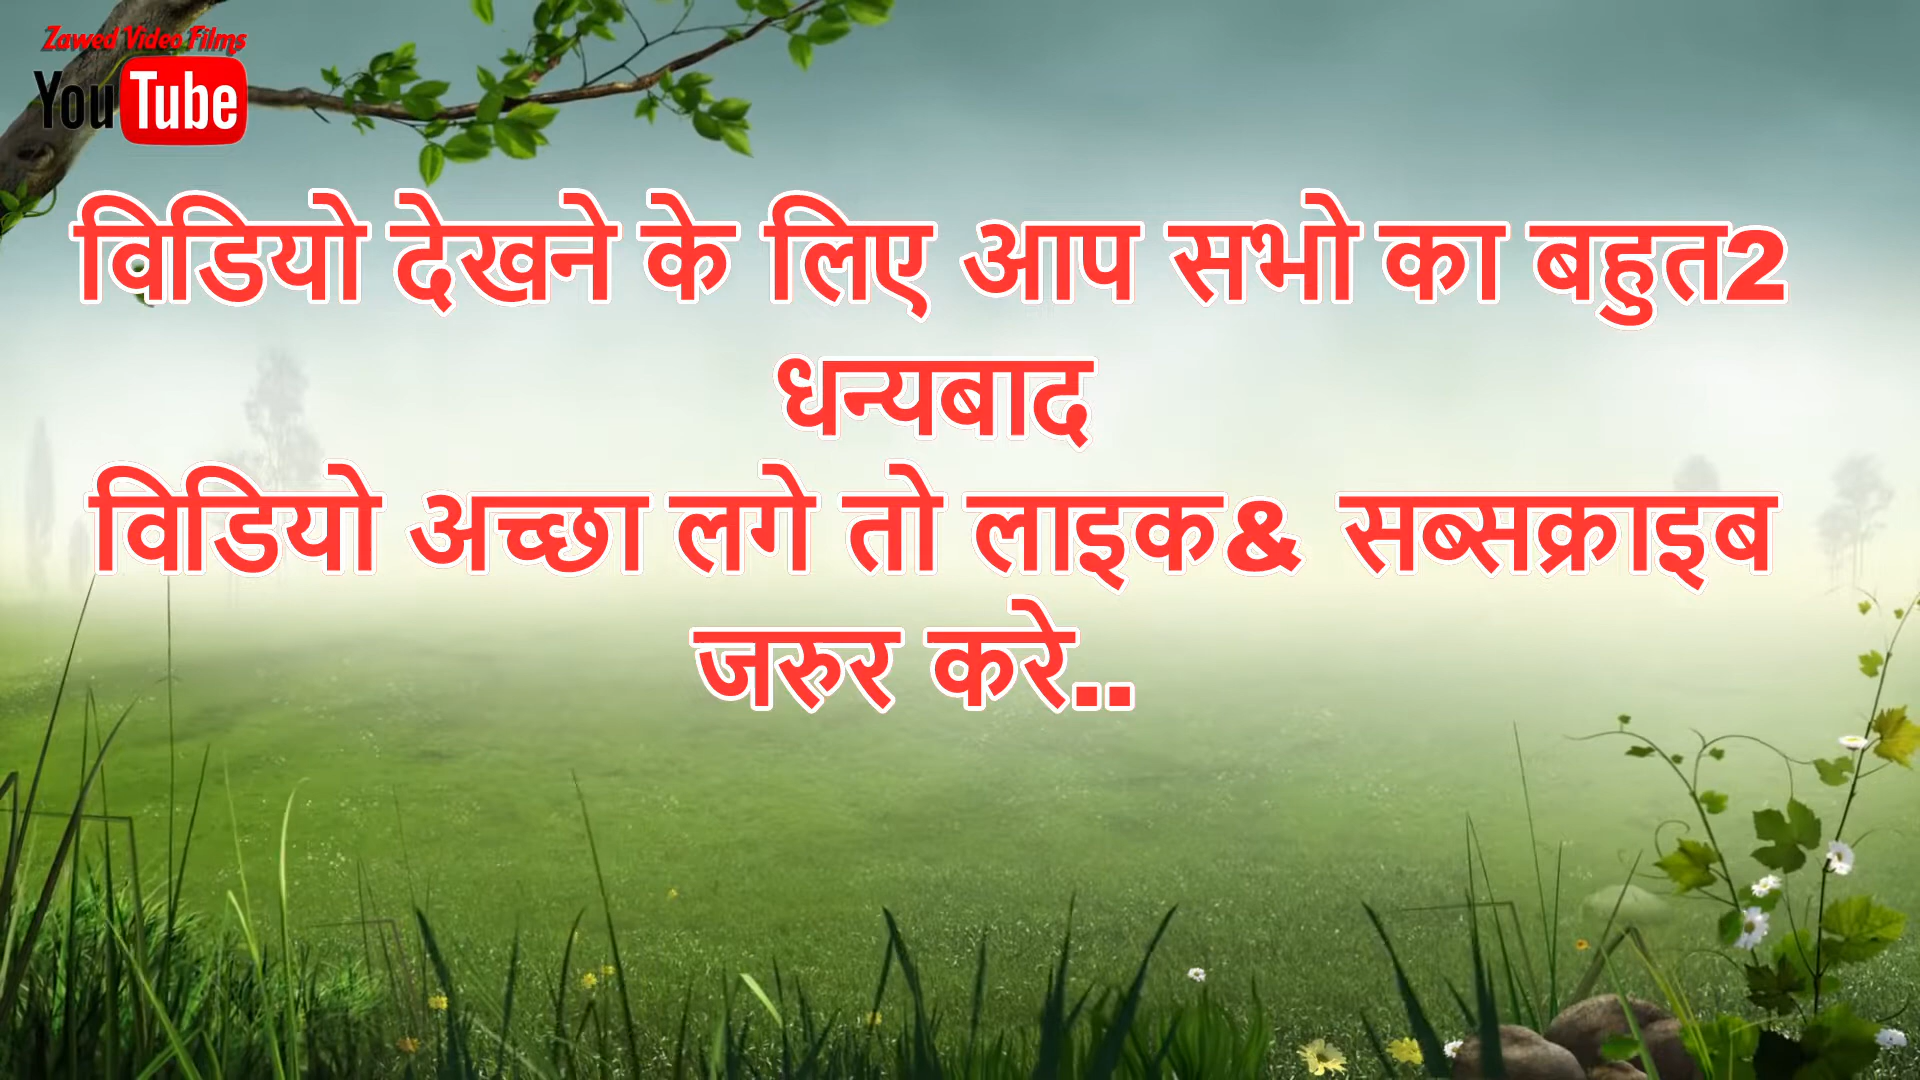 Zawed Video Films
YouTube
विडियो देखने के लिए आप सभो का बहुत2
धन्यबाद
विडियो अच्छा लगे तो लाइक& सब्सक्राइब
जरुर करे..